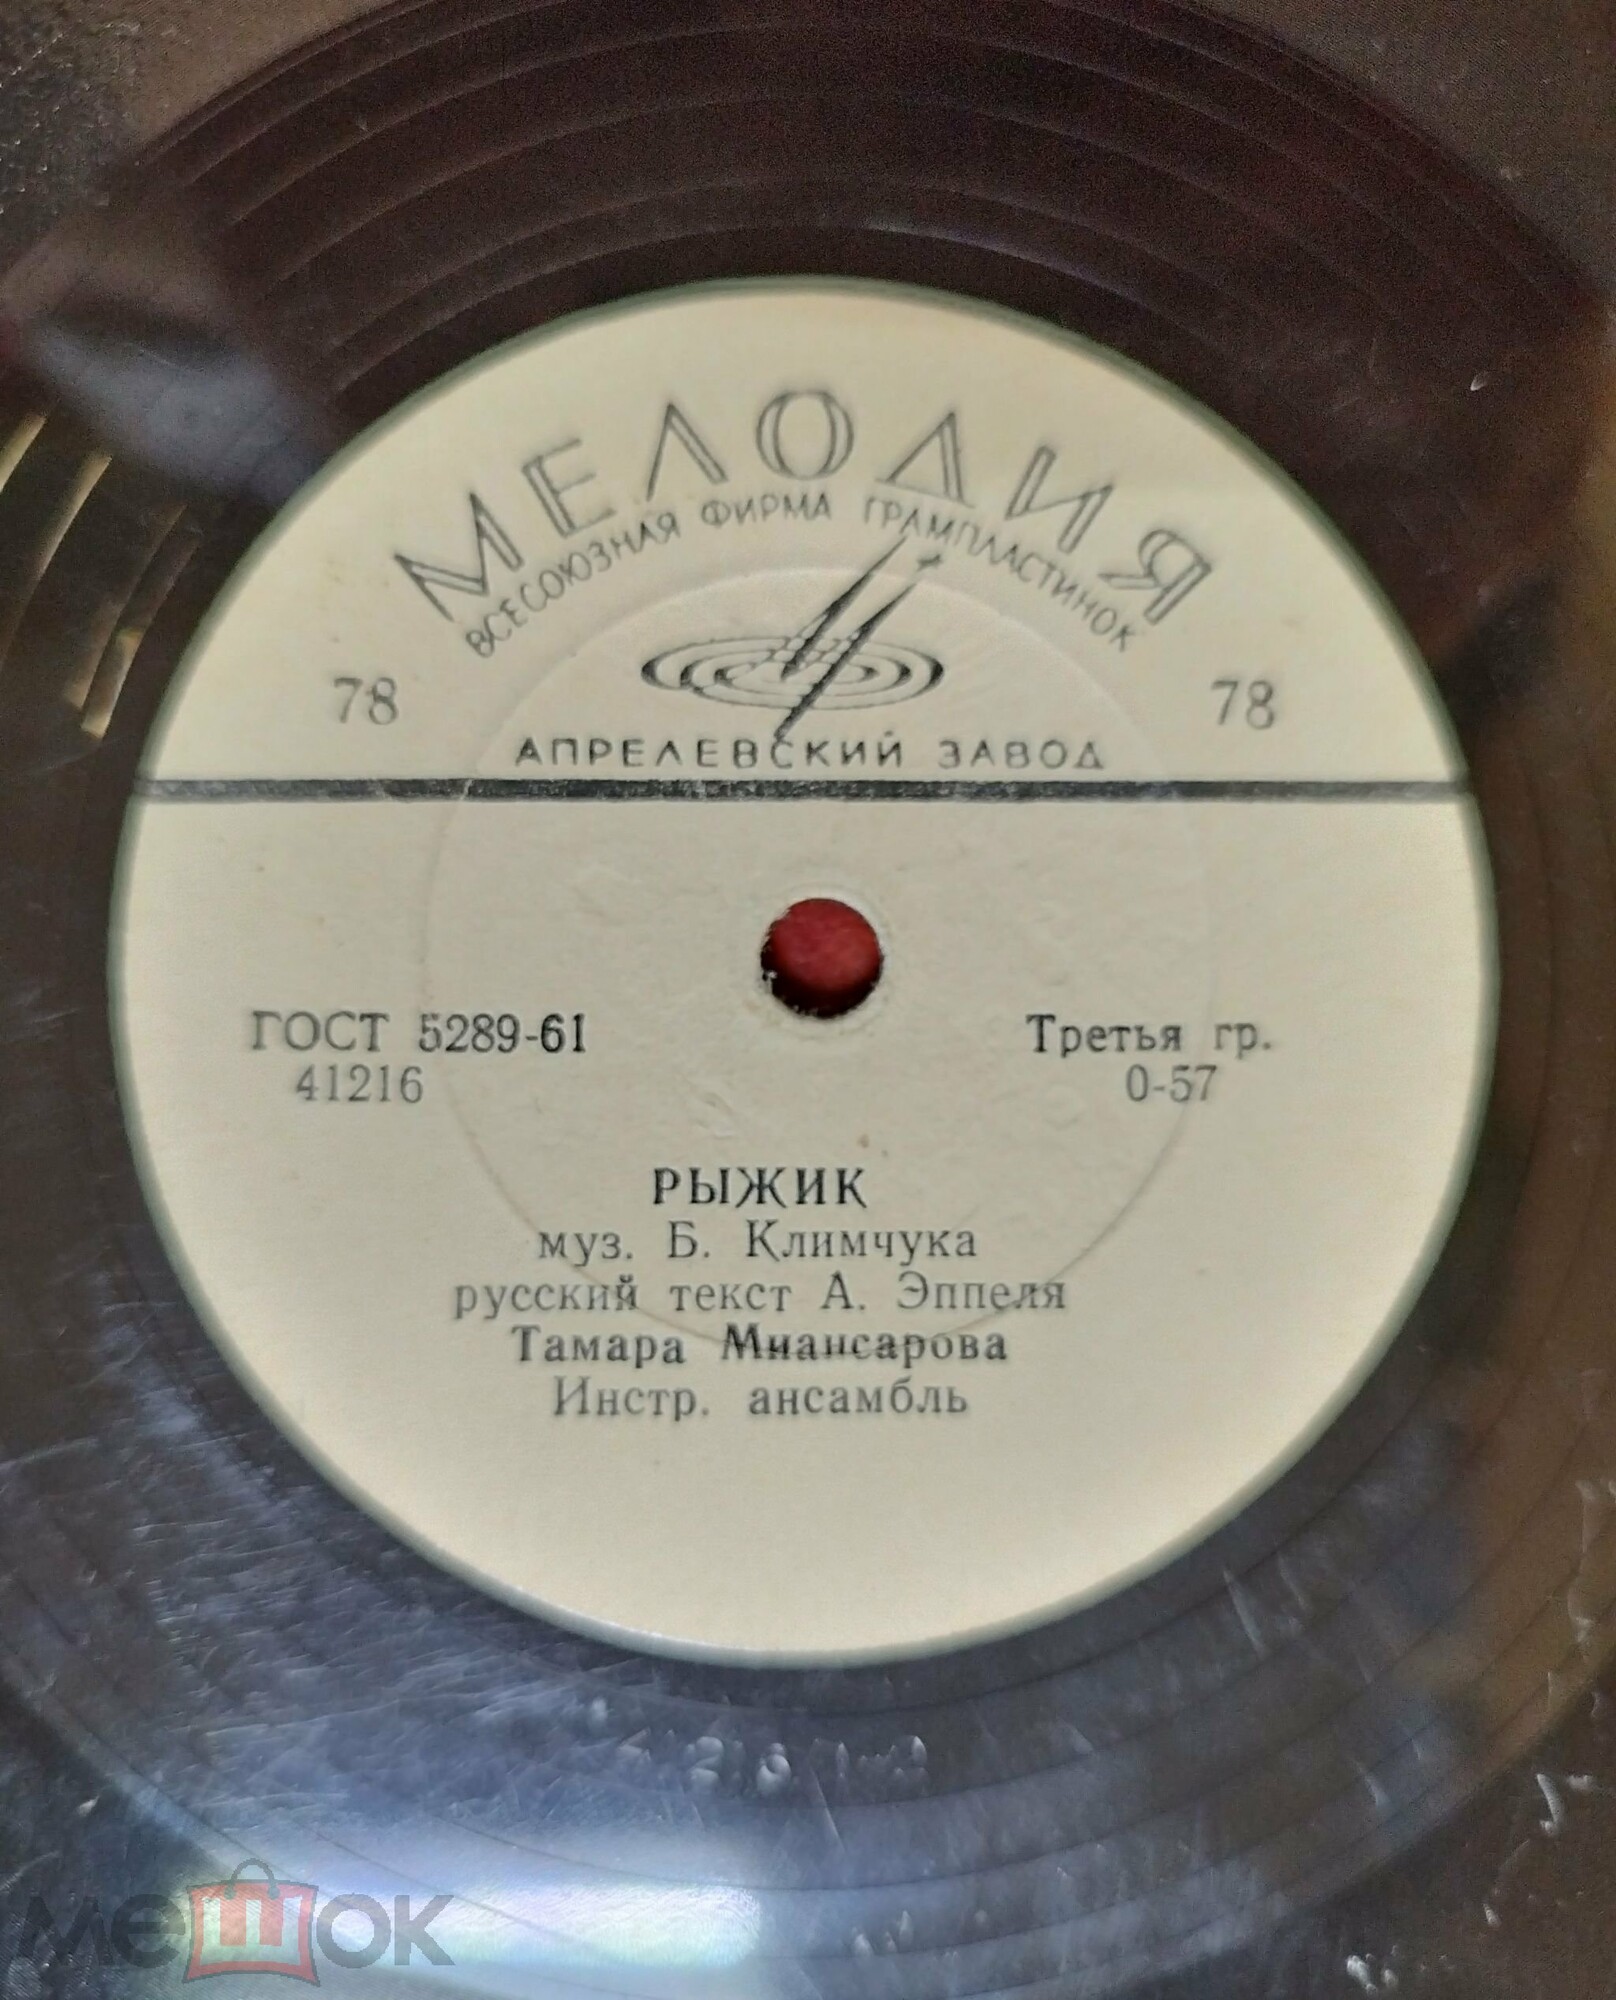 МЕЛОДИЯ
ВСЕСОЮЗНАЯ ФИРМА ГРАМПЛАСТИНОК
78 78
АПРЕЛЕВСКИЙ ЗАВОД
ГОСТ 5289-61 Третья гр.
41216 0-57
РЫЖИК
муз. Б. Климчука
русский текст А. Эппеля
Тамара Миансарова
Инстр. ансамбль
мешок